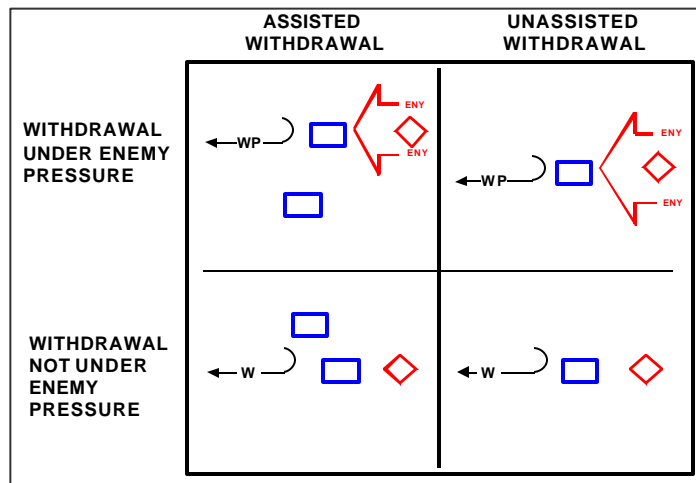 ASSISTED
WITHDRAWAL
UNASSISTED
WITHDRAWAL
WITHDRAWAL
UNDER ENEMY
PRESSURE
ENY
WP
ENY
ENY
WP
ENY
WITHDRAWAL
NOT UNDER
ENEMY
PRESSURE
W
W